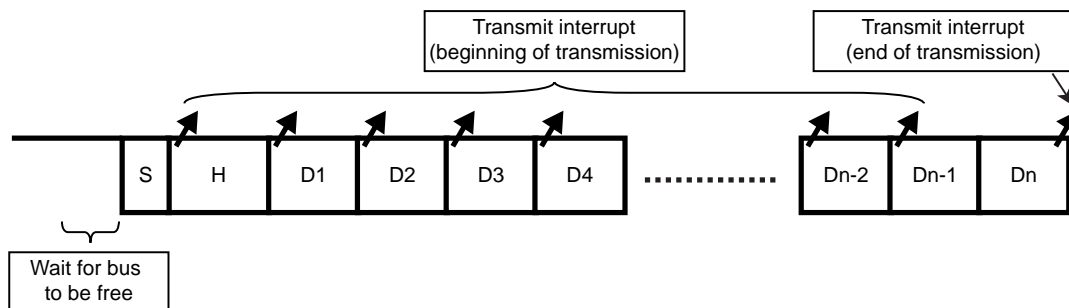 Transmit interrupt
(beginning of transmission)
Transmit interrupt
(end of transmission)
S H D1 D2 D3 D4 Dn-2 Dn-1 Dn
Wait for bus
to be free